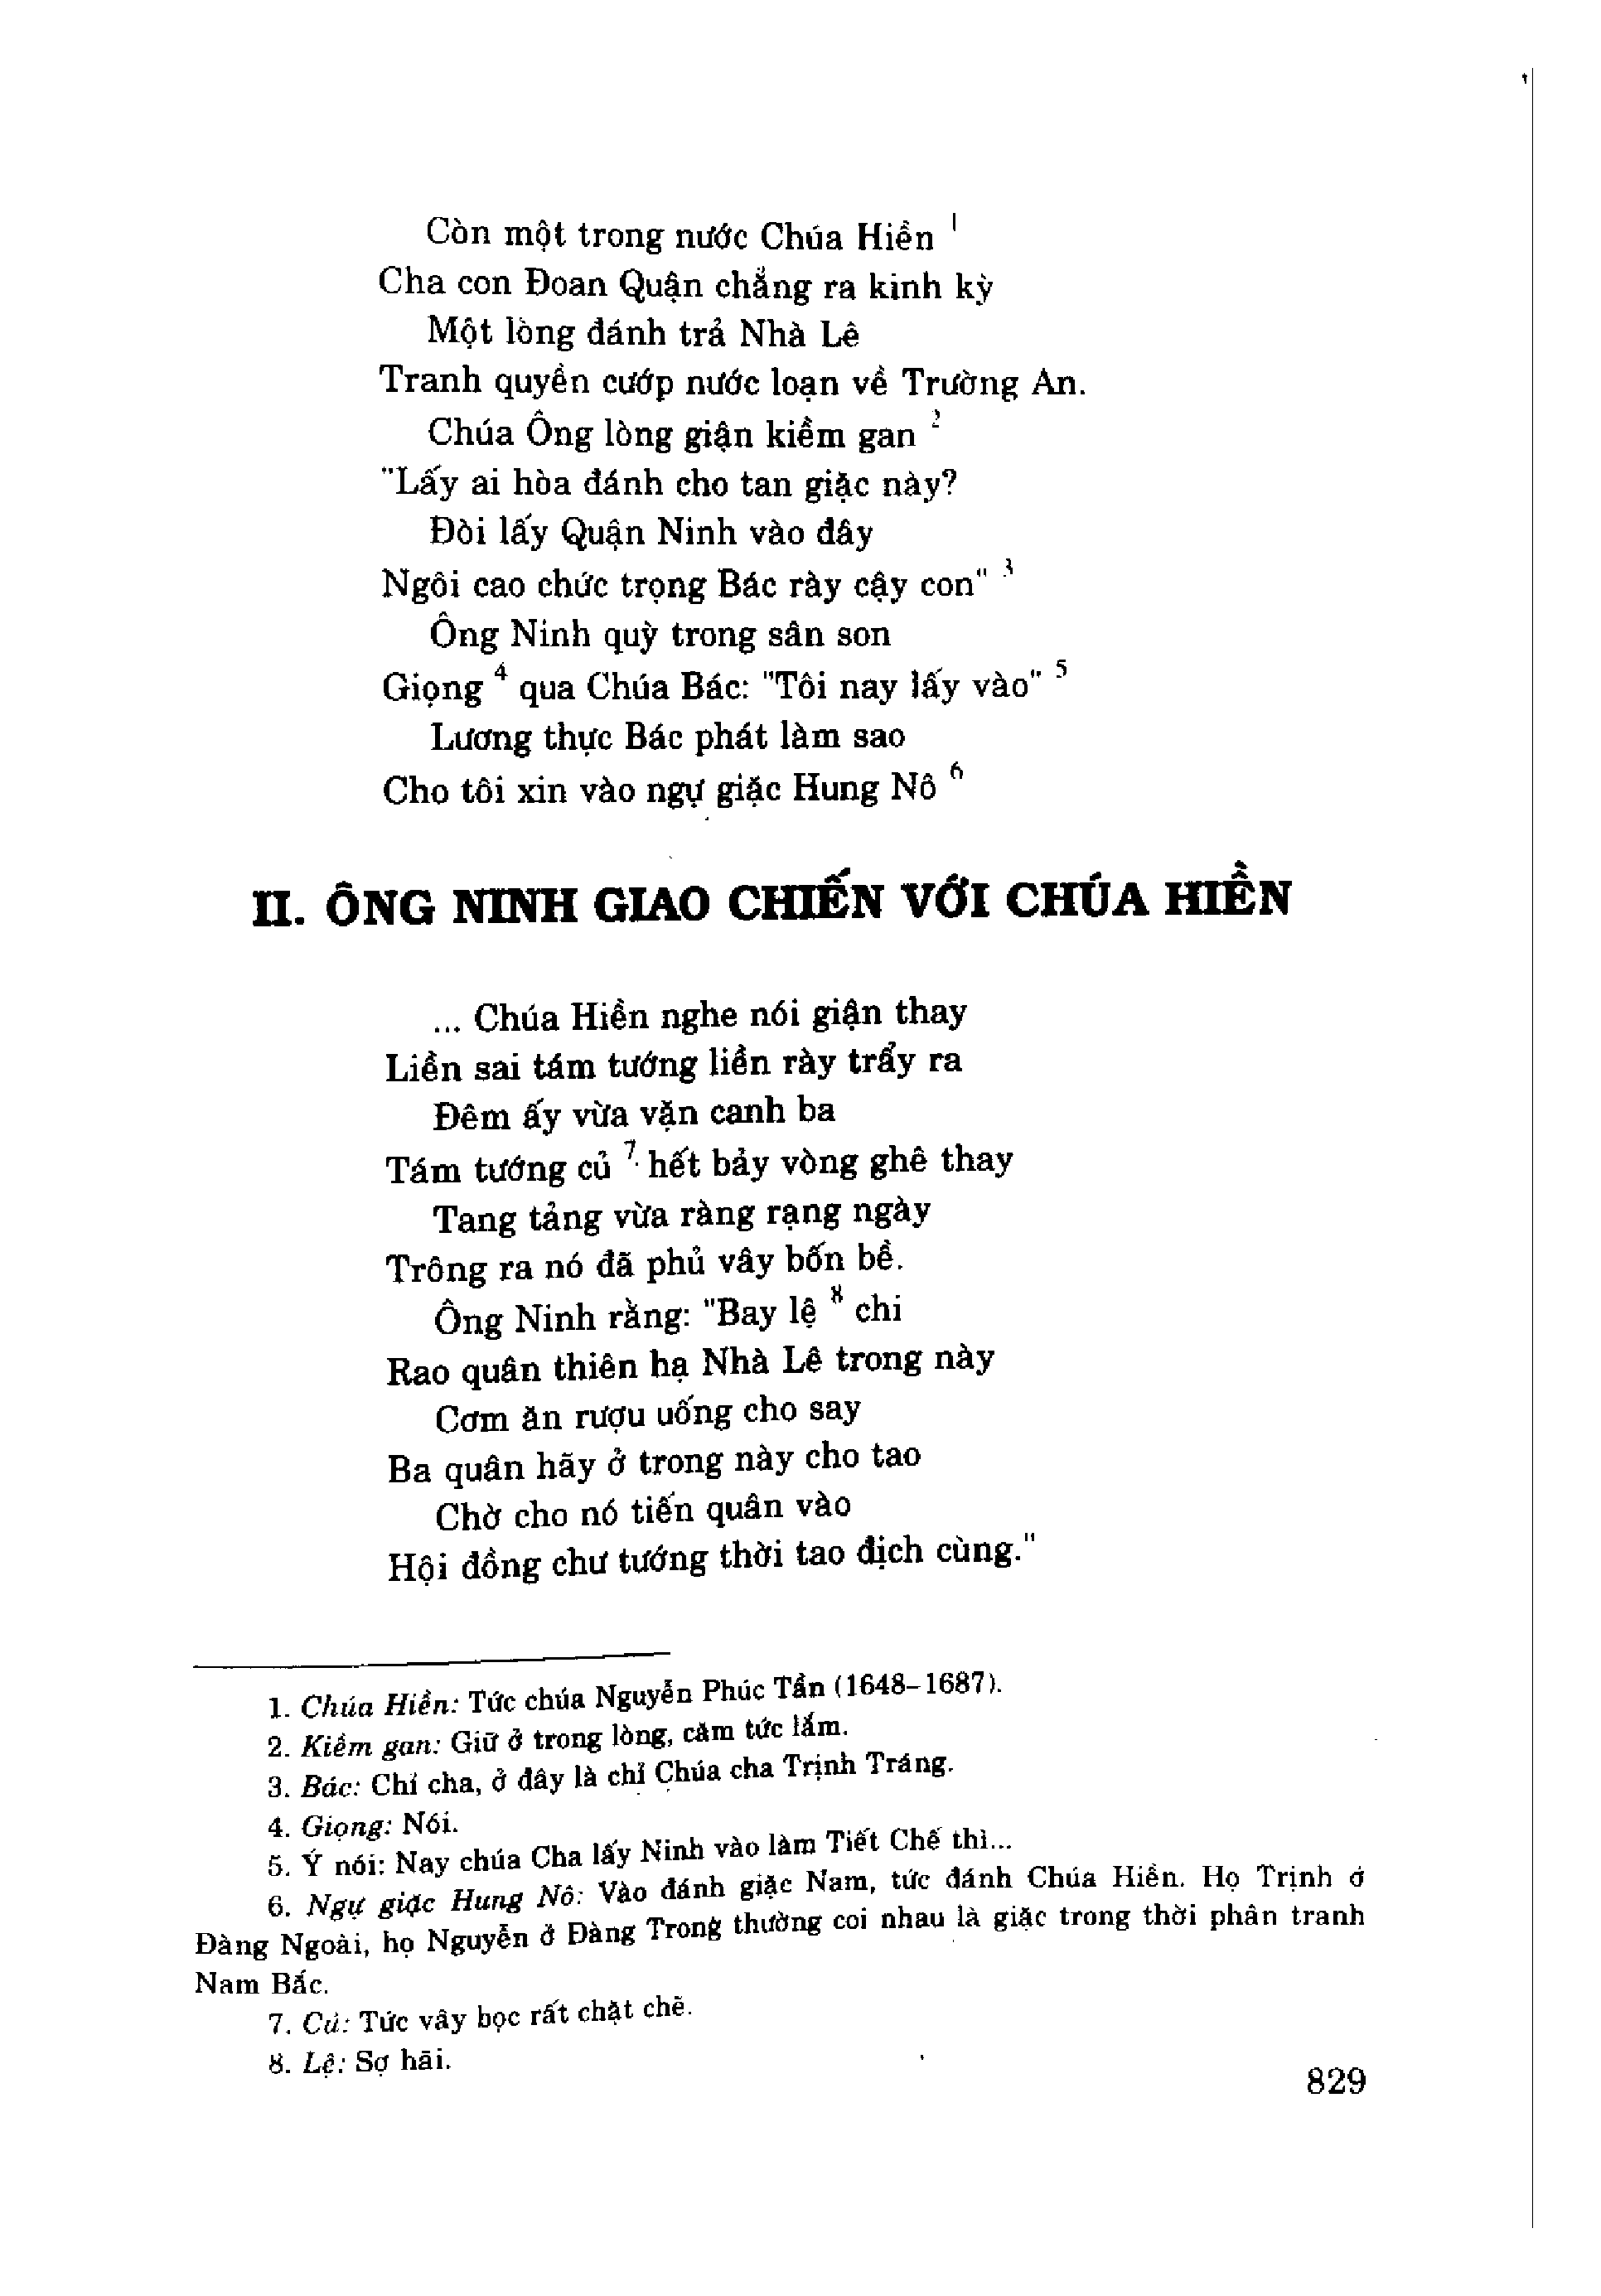 Còn một trong nước Chúa Hiền 1
Cha con Đoan Quận chẳng ra kinh kỳ
Một lòng đánh trả Nhà Lê
Tranh quyền cướp nước loạn về Trường An.
Chúa Ông lòng giận kiềm gan 2
"Lấy ai hòa đánh cho tan giặc này?
Đòi lấy Quận Ninh vào đây
Ngôi cao chức trọng Bác rày cậy con" 3
Ông Ninh quỳ trong sân son
Giọng 4 qua Chúa Bác: "Tôi nay lấy vào" 5
Lương thực Bác phát làm sao
Cho tôi xin vào ngự giặc Hung Nô 6
II. ÔNG NINH GIAO CHIẾN VỚI CHÚA HIỀN
... Chúa Hiền nghe nói giận thay
Liền sai tám tướng liền rày trẩy ra
Đêm ấy vừa vặn canh ba
Tám tướng củ 7 hết bảy vòng ghê thay
Tang tảng vừa ràng rạng ngày
Trông ra nó đã phủ vây bốn bề.
Ông Ninh rằng: "Bay lệ 8 chi
Rao quân thiên hạ Nhà Lê trong này
Cơm ăn rượu uống cho say
Ba quân hãy ở trong này cho tao
Chờ cho nó tiến quân vào
Hội đồng chư tướng thời tao địch cùng."
1. Chúa Hiền: Tức chúa Nguyễn Phúc Tần (1648-1687).
2. Kiềm gan: Giữ ở trong lòng, căm tức lắm.
3. Bác: Chỉ cha, ở đây là chỉ Chúa cha Trịnh Tráng.
4. Giọng: Nói.
5. Ý nói: Nay chúa Cha lấy Ninh vào làm Tiết Chế thì...
6. Ngự giặc Hung Nô: Vào đánh giặc Nam, tức đánh Chúa Hiền. Họ Trịnh ở
Đàng Ngoài, họ Nguyễn ở Đàng Trong thường coi nhau là giặc trong thời phân tranh
Nam Bắc.
7. Củ: Tức vây bọc rất chặt chẽ.
8. Lệ: Sợ hãi.
829